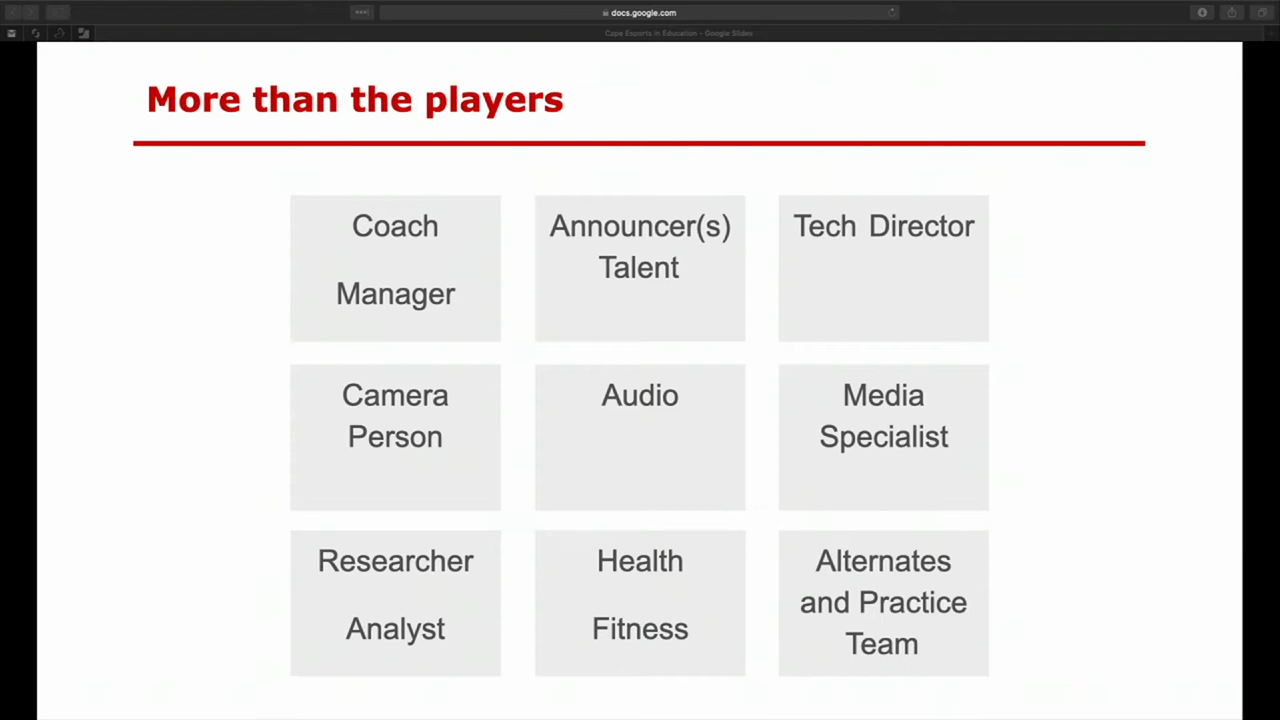 docs.google.com
Cape Esports in Education - Google Slides
More than the players
Coach
Manager
Announcer(s)
Talent
Tech Director
Camera
Person
Audio
Media
Specialist
Researcher
Analyst
Health
Fitness
Alternates
and Practice
Team